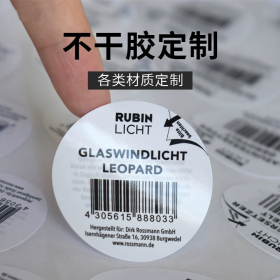 不干胶定制
各类材质定制
RUBIN
LICHT
GLASWINDLICHT
LEOPARD
4 305615 888033
Hergestellt für: Dirk Rossmann GmbH
Isernhägener Straße 16, 30938 Burgwedel
www.rossmann.de